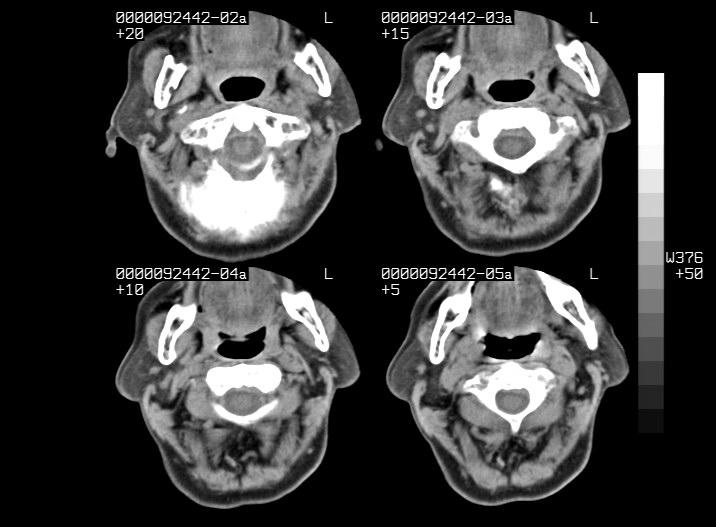 0000092442-02a L
+20
0000092442-03a L
+15
W376
+50
0000092442-04a L
+10
0000092442-05a L
+5